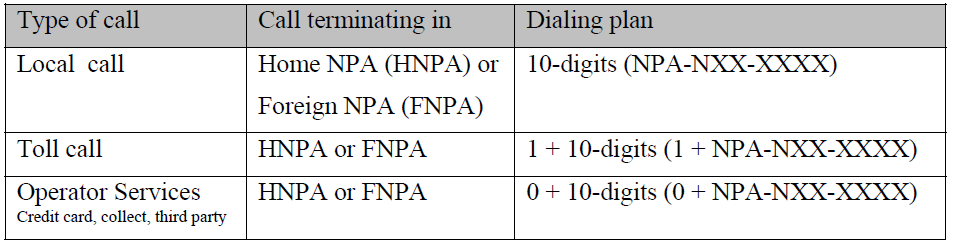 Type of call Call terminating in Dialing plan
Local call Home NPA (HNPA) or 10-digits (NPA-NXX-XXXX)
Foreign NPA (FNPA)
Toll call HNPA or FNPA 1 + 10-digits (1 + NPA-NXX-XXXX)
Operator Services HNPA or FNPA 0 + 10-digits (0 + NPA-NXX-XXXX)
Credit card, collect, third party